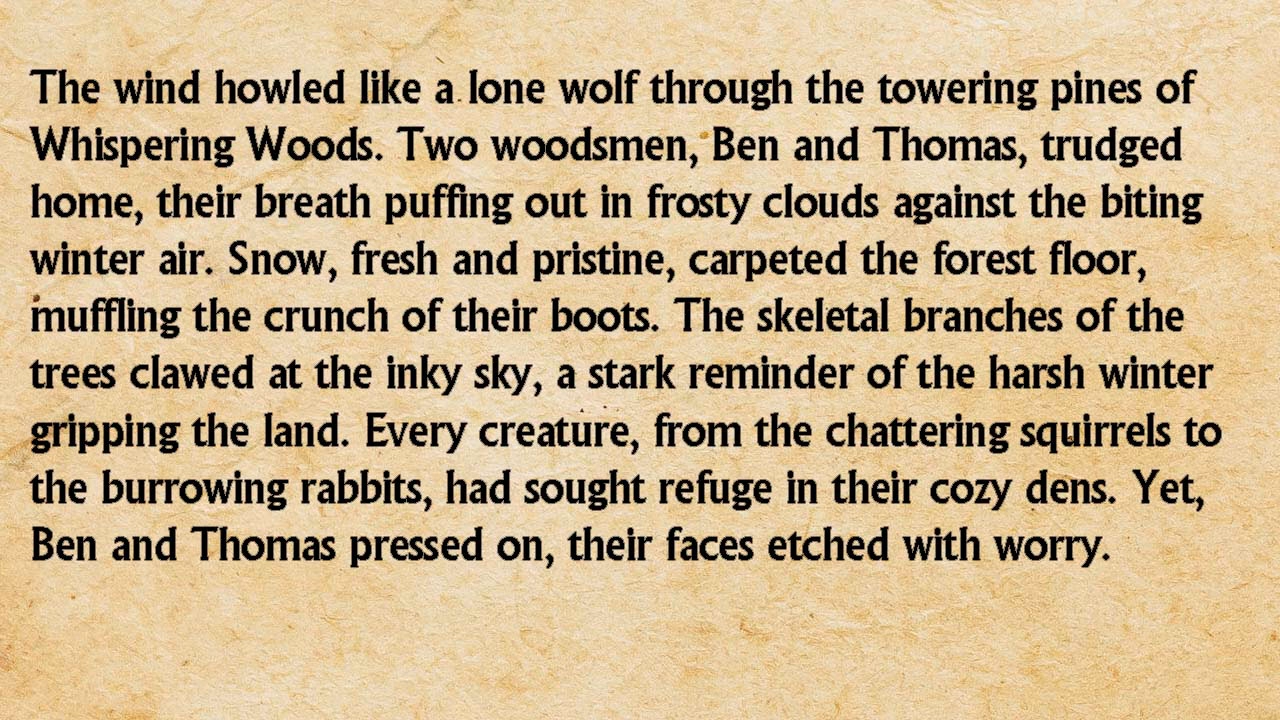 The wind howled like a lone wolf through the towering pines of
Whispering Woods. Two woodsmen, Ben and Thomas, trudged
home, their breath puffing out in frosty clouds against the biting
winter air. Snow, fresh and pristine, carpeted the forest floor,
muffling the crunch of their boots. The skeletal branches of the
trees clawed at the inky sky, a stark reminder of the harsh winter
gripping the land. Every creature, from the chattering squirrels to
the burrowing rabbits, had sought refuge in their cozy dens. Yet,
Ben and Thomas pressed on, their faces etched with worry.